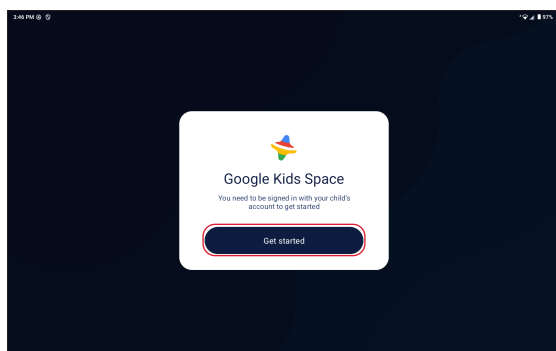 3:46 PM
97%
Google Kids Space
You need to be signed in with your child's
account to get started
Get started